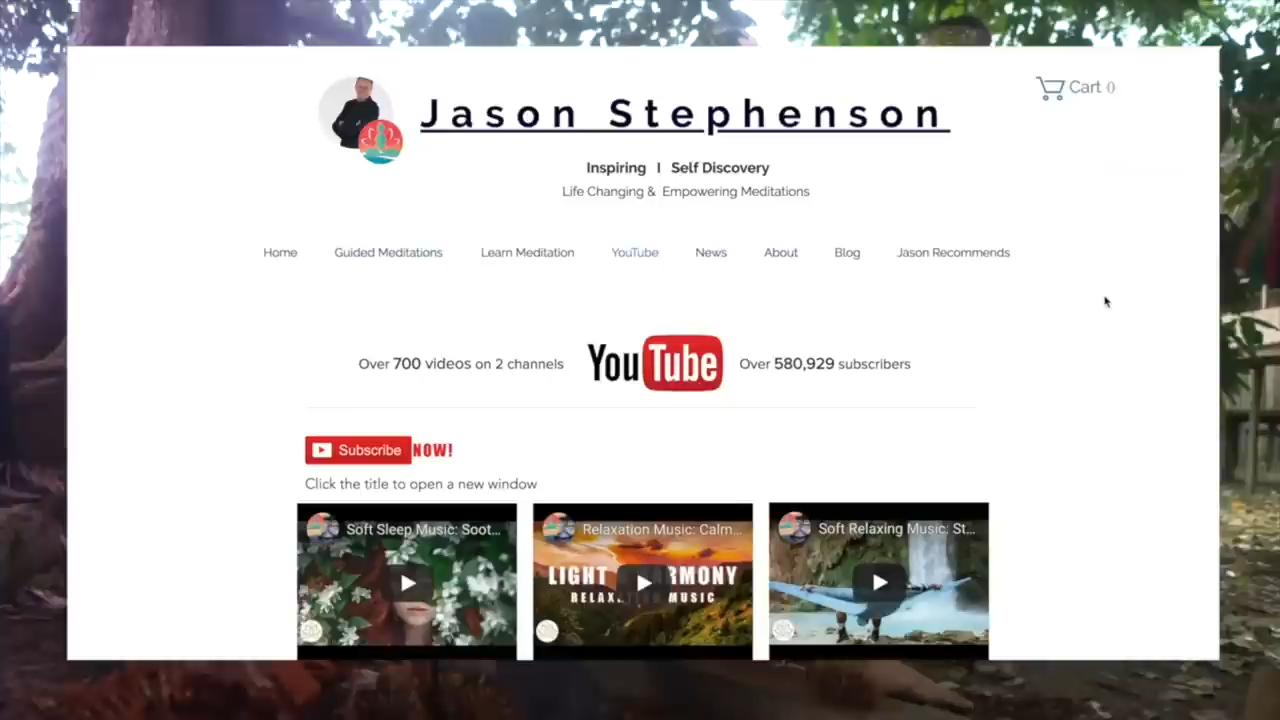 Jason Stephenson
Cart 0
Inspiring I Self Discovery
Life Changing & Empowering Meditations
Home Guided Meditations Learn Meditation YouTube News About Blog Jason Recommends
Over 700 videos on 2 channels YouTube Over 580,929 subscribers
Subscribe NOW!
Click the title to open a new window
Soft Sleep Music: Soot... Relaxation Music: Calm... Soft Relaxing Music: St...
LIGHT
MUSIC